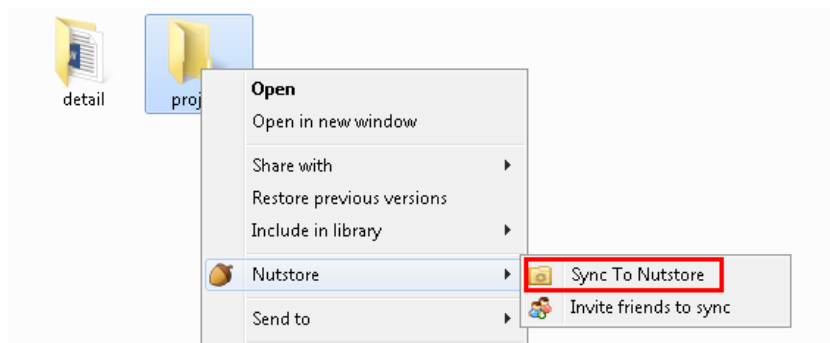 detail
proj
Open
Open in new window
Share with
Restore previous versions
Include in library
Nutstore
Sync To Nutstore
Invite friends to sync
Send to